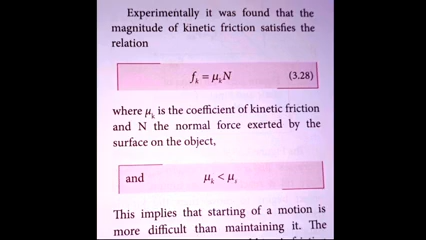 Experimentally it was found that the
magnitude of kinetic friction satisfies the
relation
fₖ = μₖN (3.28)
where μₖ is the coefficient of kinetic friction
and N the normal force exerted by the
surface on the object,
and μₖ < μₛ
This implies that starting of a motion is
more difficult than maintaining it. The